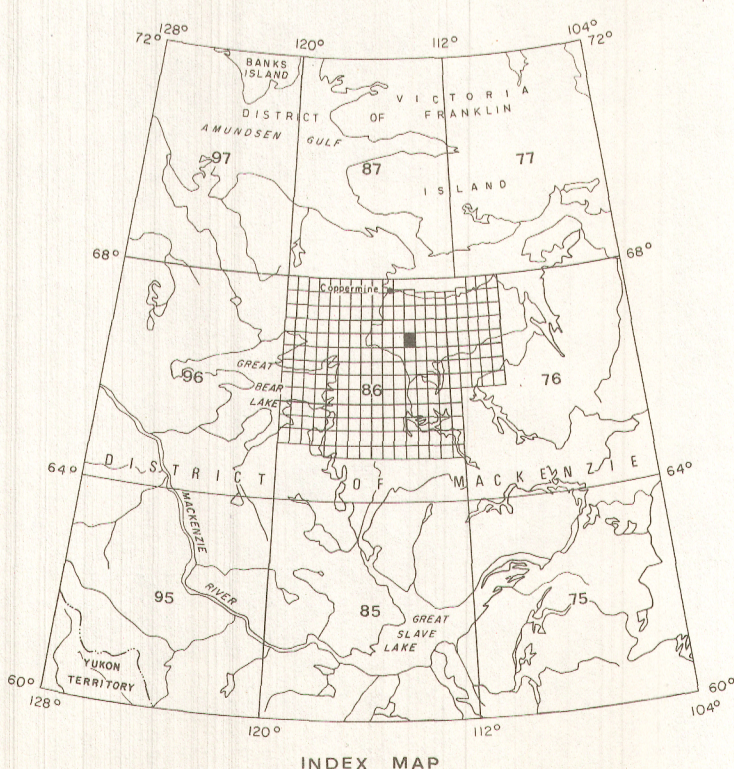 128°
72°
120°
112°
104°
72°
BANKS
ISLAND
VICTORIA
DISTRICT OF FRANKLIN
AMUNDSEN GULF
97
87
77
ISLAND
68°
68°
Coppermine
GREAT
BEAR
LAKE
96
86
76
DISTRICT OF MACKENZIE
64°
64°
MACKENZIE
RIVER
95
85
75
GREAT
SLAVE
LAKE
YUKON
TERRITORY
60°
128°
120°
112°
60°
104°
INDEX MAP